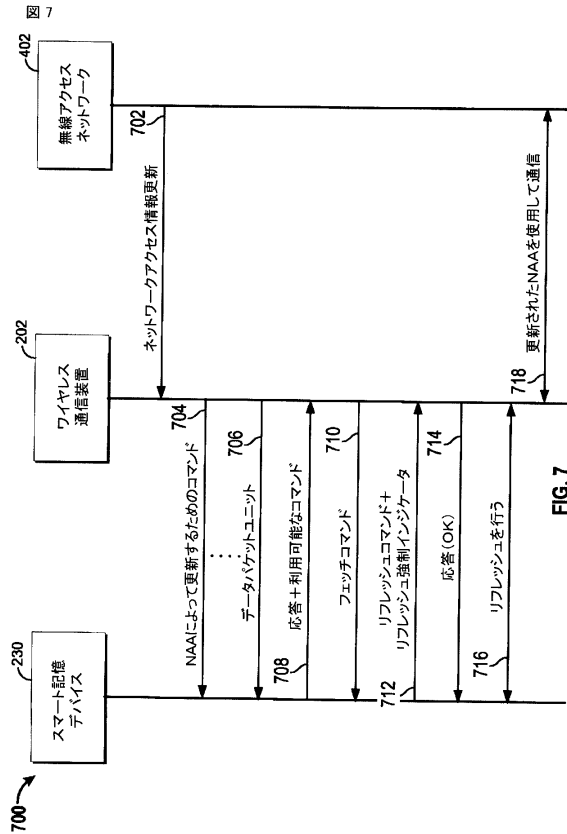 図 7
700
230
スマート記憶
デバイス
202
ワイヤレス
通信装置
402
無線アクセス
ネットワーク
702
ネットワークアクセス情報更新
704
NAAによって更新するためのコマンド
706
データパケットユニット
708
応答＋利用可能なコマンド
710
フェッチコマンド
712
リフレッシュコマンド＋
リフレッシュ強制インジケータ
714
応答(OK)
716
リフレッシュを行う
718
更新されたNAAを使用して通信
FIG. 7